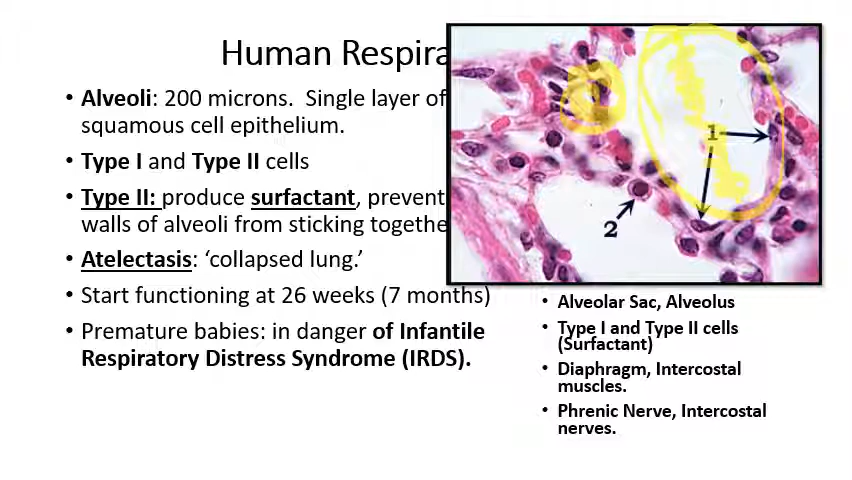 Human Respira
• Alveoli: 200 microns. Single layer of
squamous cell epithelium.
• Type I and Type II cells
• Type II: produce surfactant, prevent
walls of alveoli from sticking togethe
• Atelectasis: ‘collapsed lung.’
• Start functioning at 26 weeks (7 months)
• Premature babies: in danger of Infantile
Respiratory Distress Syndrome (IRDS).
1
2
• Alveolar Sac, Alveolus
• Type I and Type II cells
(Surfactant)
• Diaphragm, Intercostal
muscles.
• Phrenic Nerve, Intercostal
nerves.